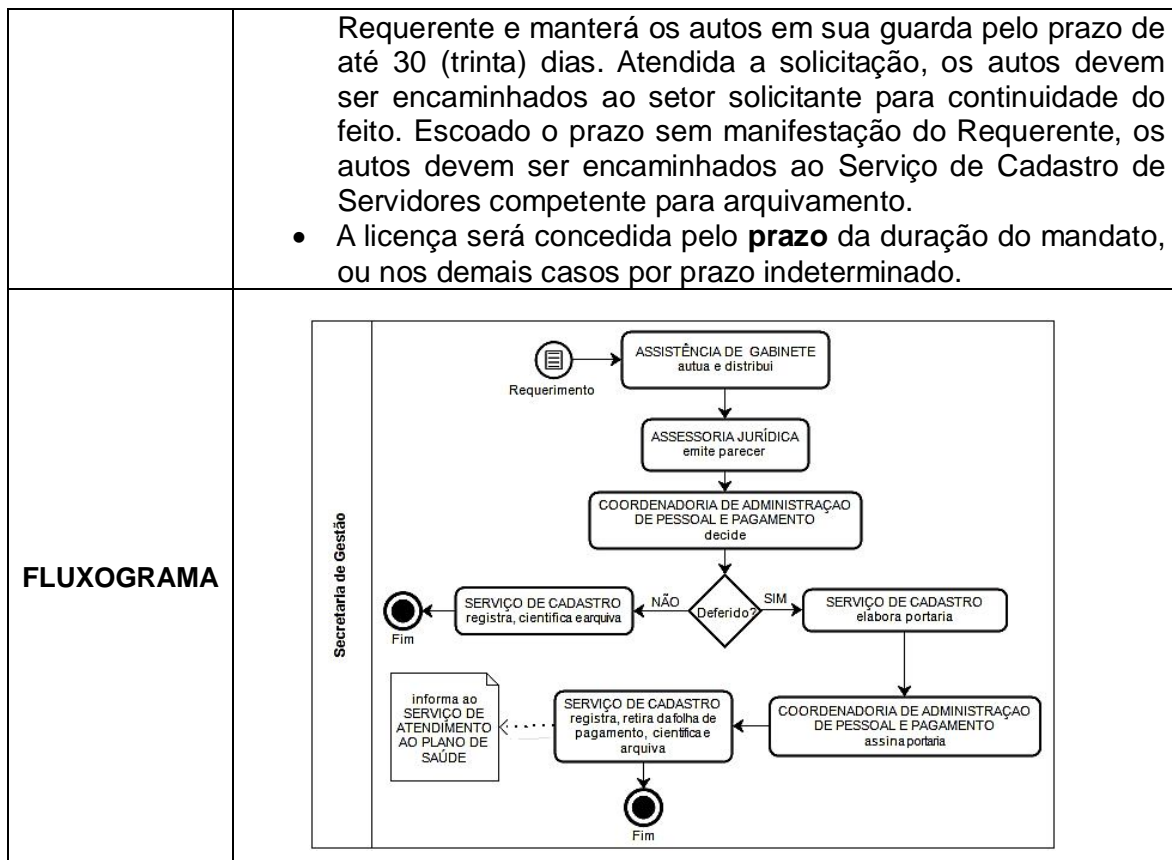 Requerente e manterá os autos em sua guarda pelo prazo de
até 30 (trinta) dias. Atendida a solicitação, os autos devem
ser encaminhados ao setor solicitante para continuidade do
feito. Escoado o prazo sem manifestação do Requerente, os
autos devem ser encaminhados ao Serviço de Cadastro de
Servidores competente para arquivamento.
• A licença será concedida pelo prazo da duração do mandato,
ou nos demais casos por prazo indeterminado.
FLUXOGRAMA
Secretaria de Gestão
Requerimento
ASSISTÊNCIA DE GABINETE
autua e distribui
ASSESSORIA JURÍDICA
emite parecer
COORDENADORIA DE ADMINISTRAÇAO
DE PESSOAL E PAGAMENTO
decide
Deferido?
NÃO
SIM
SERVIÇO DE CADASTRO
registra, cientifica earquiva
Fim
SERVIÇO DE CADASTRO
elabora portaria
COORDENADORIA DE ADMINISTRAÇAO
DE PESSOAL E PAGAMENTO
assina portaria
SERVIÇO DE CADASTRO
registra, retira da folha de
pagamento, cientifica e
arquiva
informa ao
SERVIÇO DE
ATENDIMENTO
AO PLANO DE
SAÚDE
Fim